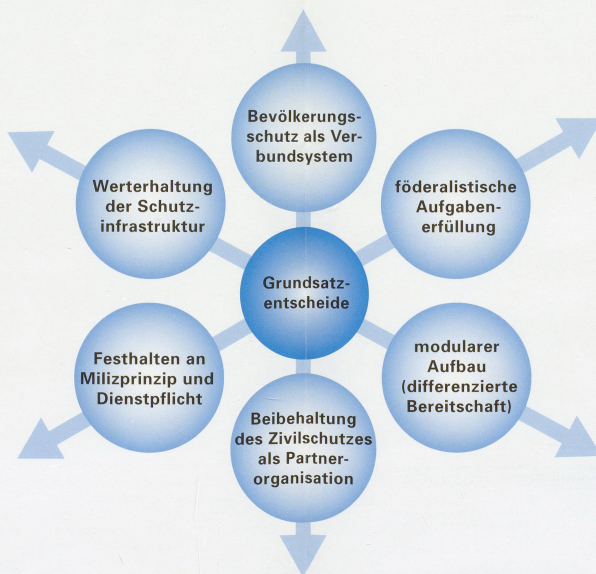 Bevölkerungs-
schutz als Ver-
bundsystem
Werterhaltung
der Schutz-
infrastruktur
föderalistische
Aufgaben-
erfüllung
Grundsatz-
entscheide
Festhalten an
Milizprinzip und
Dienstpflicht
modularer
Aufbau
(differenzierte
Bereitschaft)
Beibehaltung
des Zivilschutzes
als Partner-
organisation